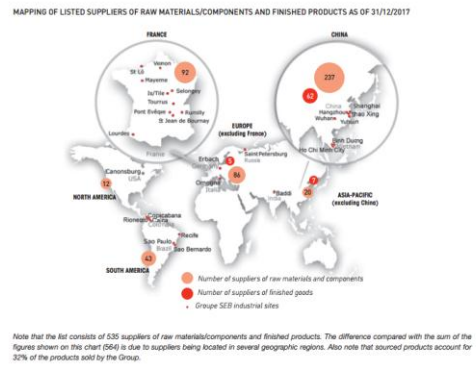 MAPPING OF LISTED SUPPLIERS OF RAW MATERIALS/COMPONENTS AND FINISHED PRODUCTS AS OF 31/12/2017
FRANCE
CHINA
Vernon
St Lô
Mayenne
92
Is/Tille
Selongey
Tournus
Pont Evêque
Rumilly
St Jean de Bournay
Lourdes
France
237
62
China
Shanghai
Hangzhou
Shao Xing
Wuhan
Yuhuan
Binh Duong
Vietnam
Ho Chi Minh City
EUROPE
(excluding France)
Saint Petersburg
Russia
Erbach
Germany
5
86
Omegna
Italia
Canonsburg
USA
12
NORTH AMERICA
Baddi
India
7
20
ASIA-PACIFIC
(excluding China)
Copacabana
Rionegro
Cajica
Colombia
Recife
Sao Paulo
Brazil
Sao Bernardo
43
SOUTH AMERICA
Number of suppliers of raw materials and components
Number of suppliers of finished goods
Groupe SEB industrial sites
Note that the list consists of 535 suppliers of raw materials/components and finished products. The difference compared with the sum of the
figures shown on this chart (564) is due to suppliers being located in several geographic regions. Also note that sourced products account for
32% of the products sold by the Group.